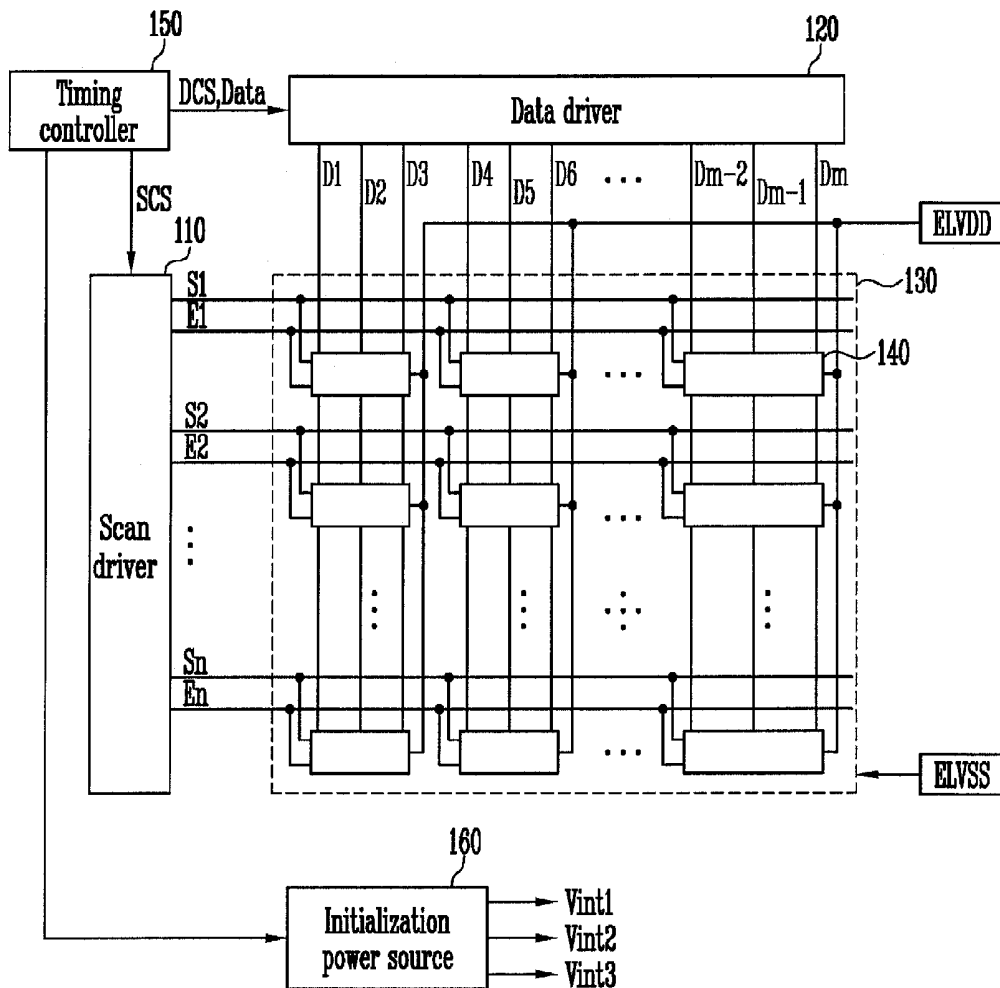 150
120
Timing
controller
DCS,Data
Data driver
SCS
D1
D2
D3
D4
D5
D6
Dm-2
Dm-1
Dm
ELVDD
110
130
S1
E1
140
S2
E2
Scan
driver
Sn
En
ELVSS
160
Initialization
power source
Vint1
Vint2
Vint3